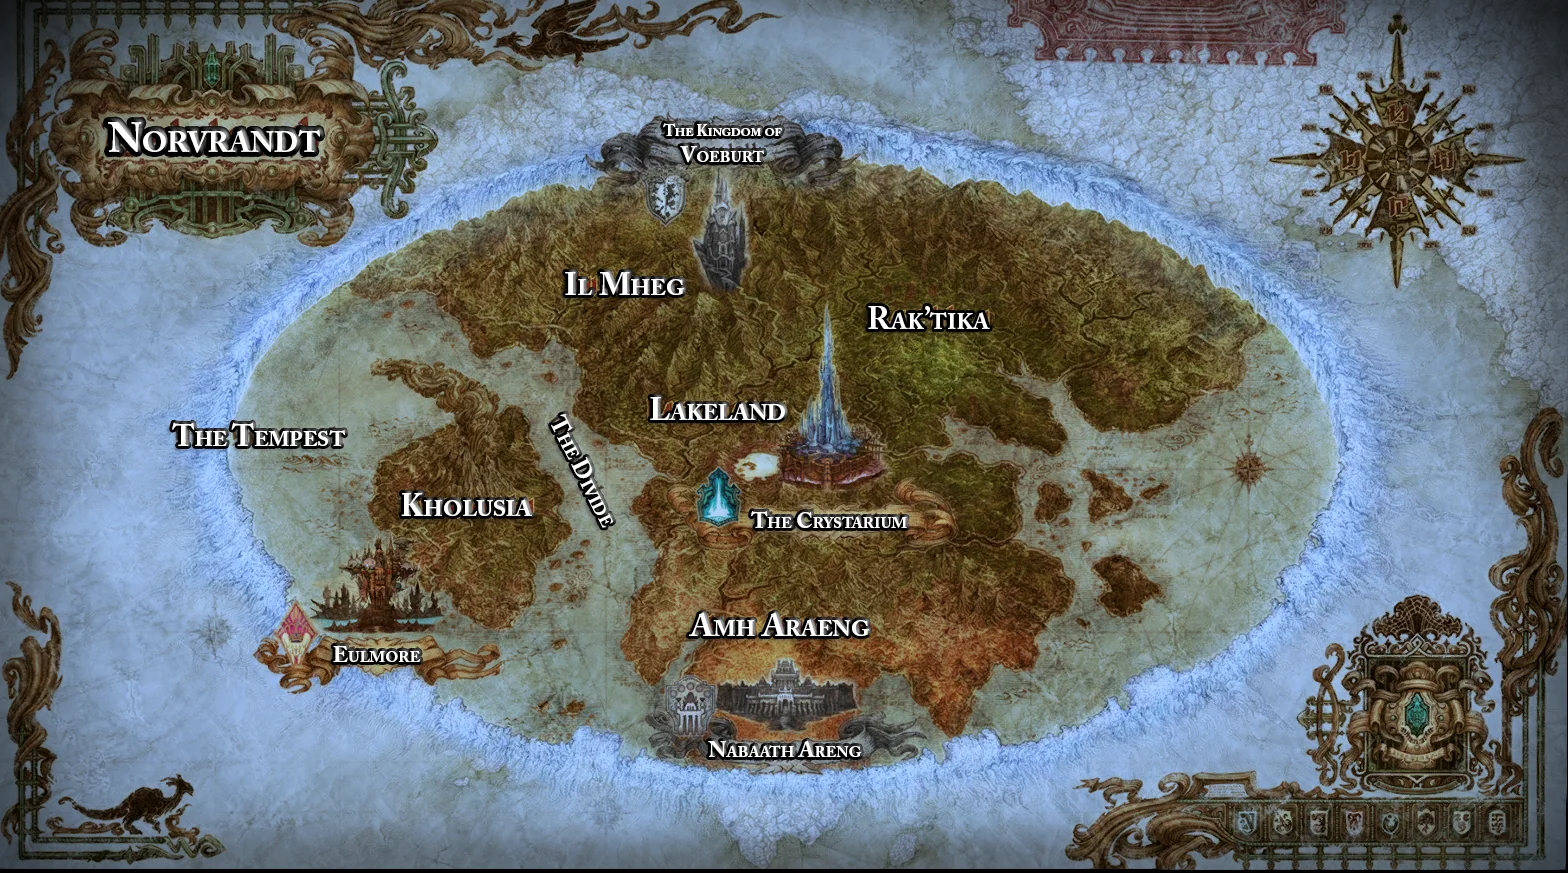 Norvrandt
The Kingdom of
Voeburt
Il Mheg
Rak'tika
Lakeland
The Tempest
The Divide
Kholusia
The Crystarium
Amh Araeng
Eulmore
Nabaath Areng